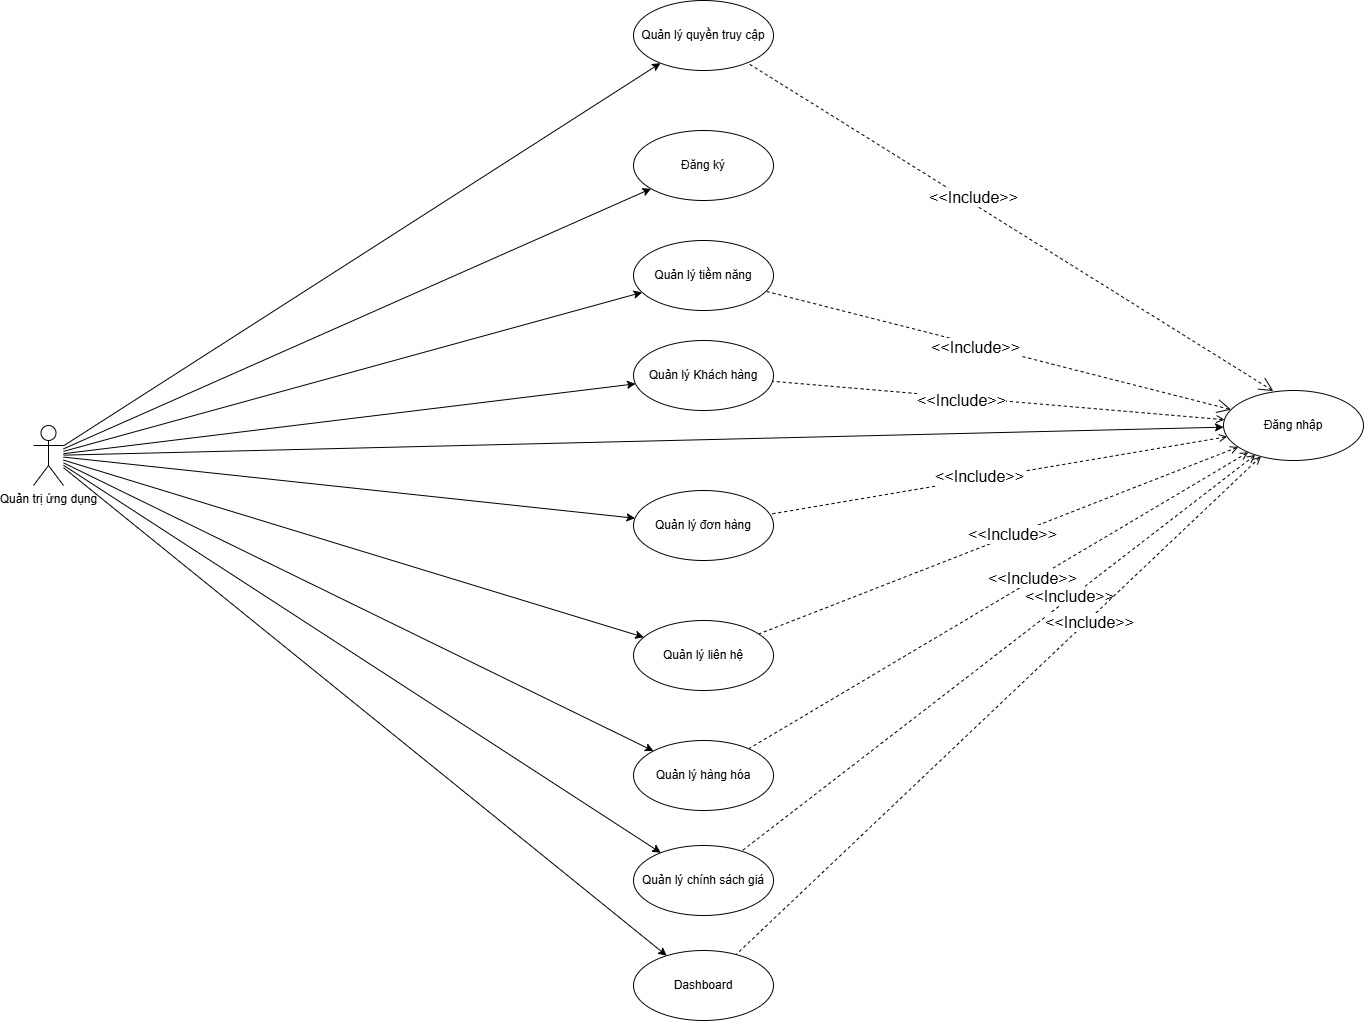 Quản lý quyền truy cập
Đăng ký
<<Include>>
Quản lý tiềm năng
<<Include>>
Quản lý Khách hàng
<<Include>>
Đăng nhập
<<Include>>
Quản trị ứng dụng
Quản lý đơn hàng
<<Include>>
<<Include>>
<<Include>>
<<Include>>
Quản lý liên hệ
Quản lý hàng hóa
Quản lý chính sách giá
Dashboard